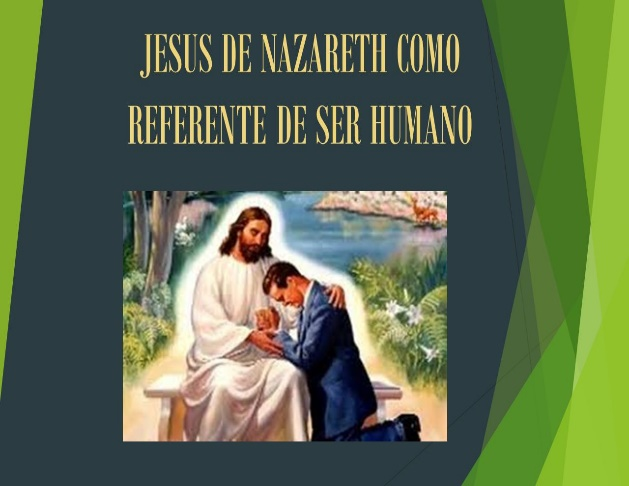 JESUS DE NAZARETH COMO
REFERENTE DE SER HUMANO